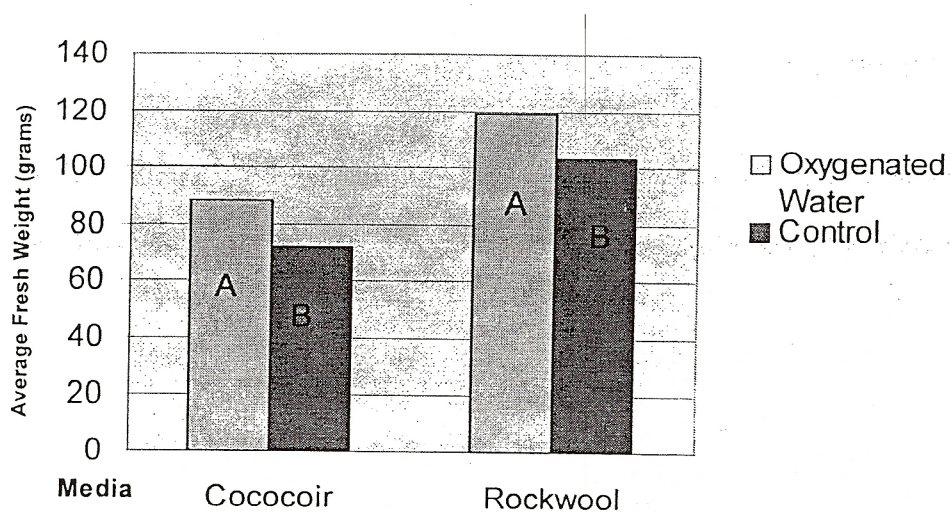 140
120
100
80
60
40
20
0
Average Fresh Weight (grams)
A
B
A
B
Media
Cococoir
Rockwool
Oxygenated
Water
Control